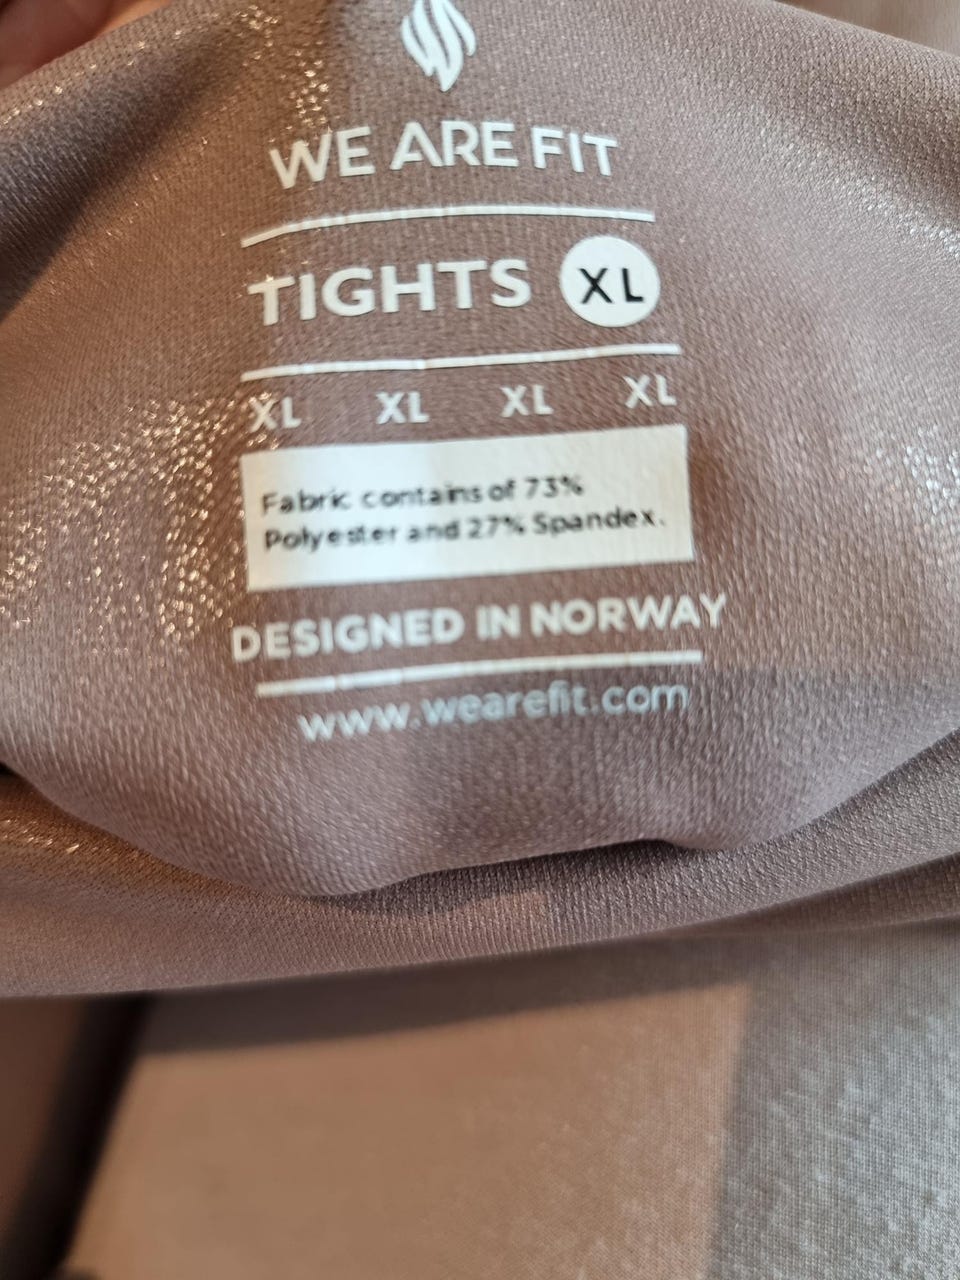 WE ARE FIT
TIGHTS XL
XL XL XL XL
Fabric contains of 73%
Polyester and 27% Spandex.
DESIGNED IN NORWAY
www.wearefit.com